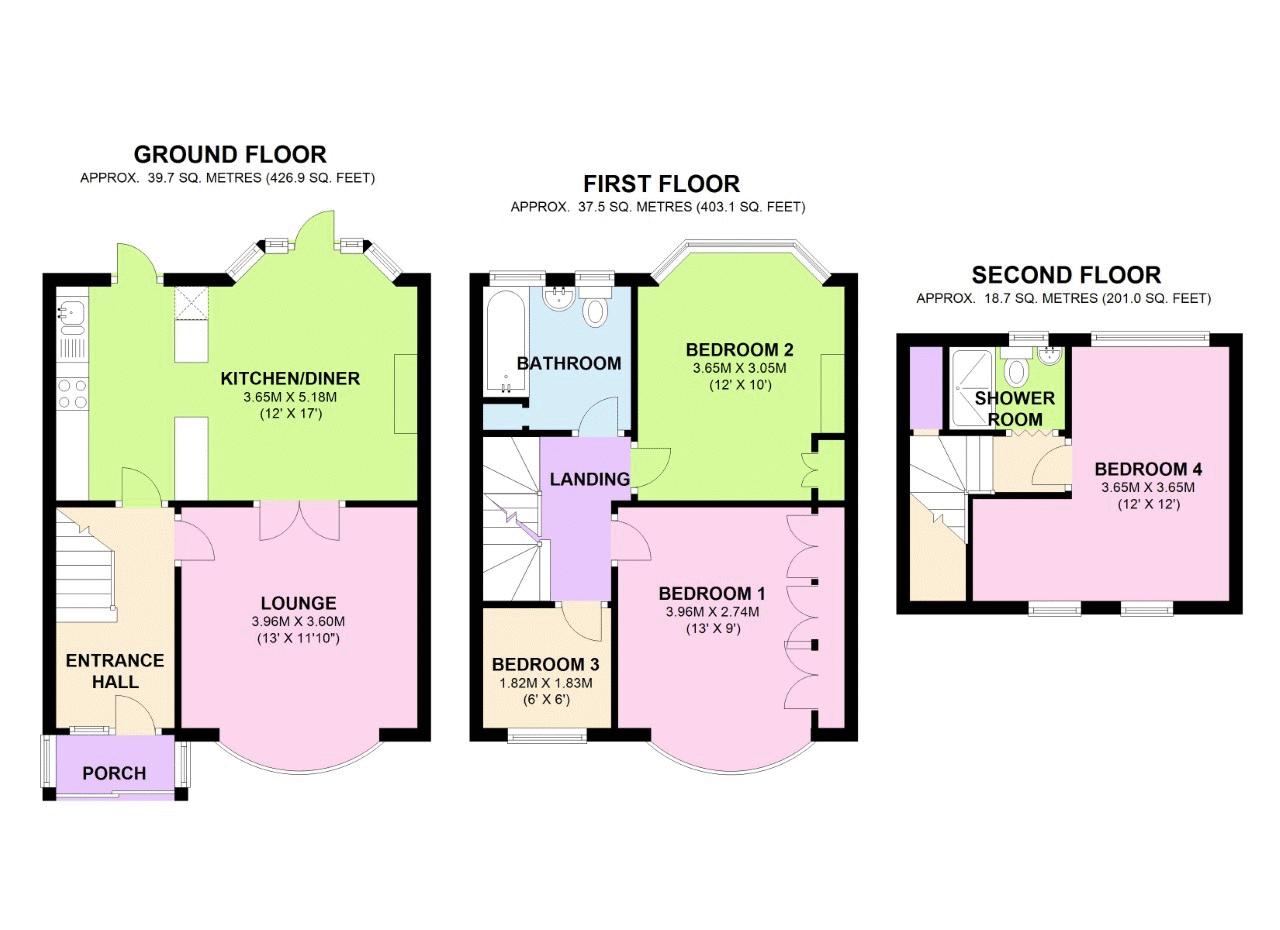 GROUND FLOOR
APPROX. 39.7 SQ. METRES (426.9 SQ. FEET)
KITCHEN/DINER
3.65M X 5.18M
(12' X 17')
LOUNGE
3.96M X 3.60M
(13' X 11'10")
ENTRANCE
HALL
PORCH
FIRST FLOOR
APPROX. 37.5 SQ. METRES (403.1 SQ. FEET)
BATHROOM
BEDROOM 2
3.65M X 3.05M
(12' X 10')
LANDING
BEDROOM 1
3.96M X 2.74M
(13' X 9')
BEDROOM 3
1.82M X 1.83M
(6' X 6')
SECOND FLOOR
APPROX. 18.7 SQ. METRES (201.0 SQ. FEET)
SHOWER
ROOM
BEDROOM 4
3.65M X 3.65M
(12' X 12')